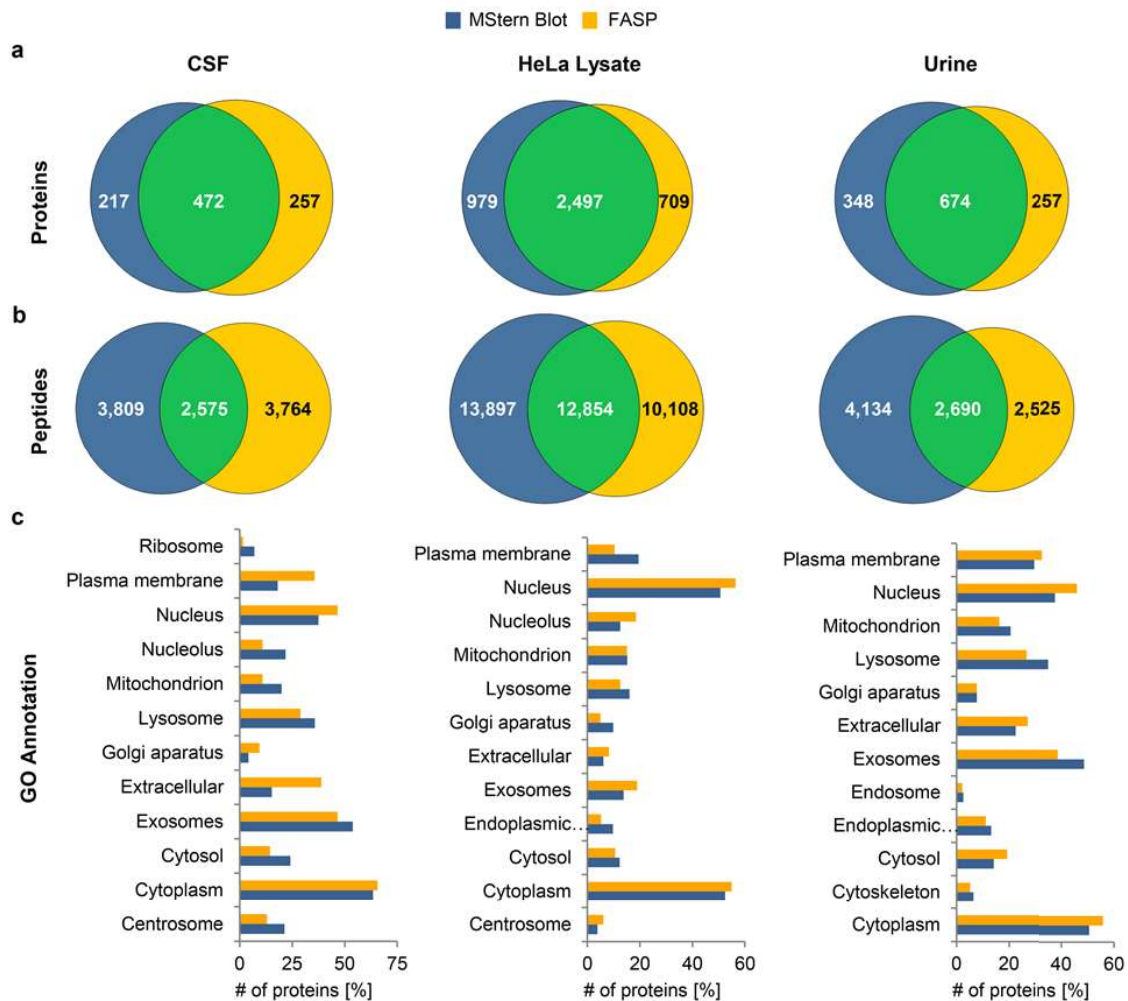 MStern Blot FASP
a
CSF HeLa Lysate Urine
Proteins
217 472 257 979 2,497 709 348 674 257
b
Peptides
3,809 2,575 3,764 13,897 12,854 10,108 4,134 2,690 2,525
c
GO Annotation
Ribosome
Plasma membrane
Nucleus
Nucleolus
Mitochondrion
Lysosome
Golgi aparatus
Extracellular
Exosomes
Cytosol
Cytoplasm
Centrosome
0 25 50 75
# of proteins [%]
Plasma membrane
Nucleus
Nucleolus
Mitochondrion
Lysosome
Golgi aparatus
Extracellular
Exosomes
Endoplasmic...
Cytosol
Cytoplasm
Centrosome
0 20 40 60
# of proteins [%]
Plasma membrane
Nucleus
Mitochondrion
Lysosome
Golgi aparatus
Extracellular
Exosomes
Endosome
Endoplasmic...
Cytosol
Cytoskeleton
Cytoplasm
0 20 40 60
# of proteins [%]